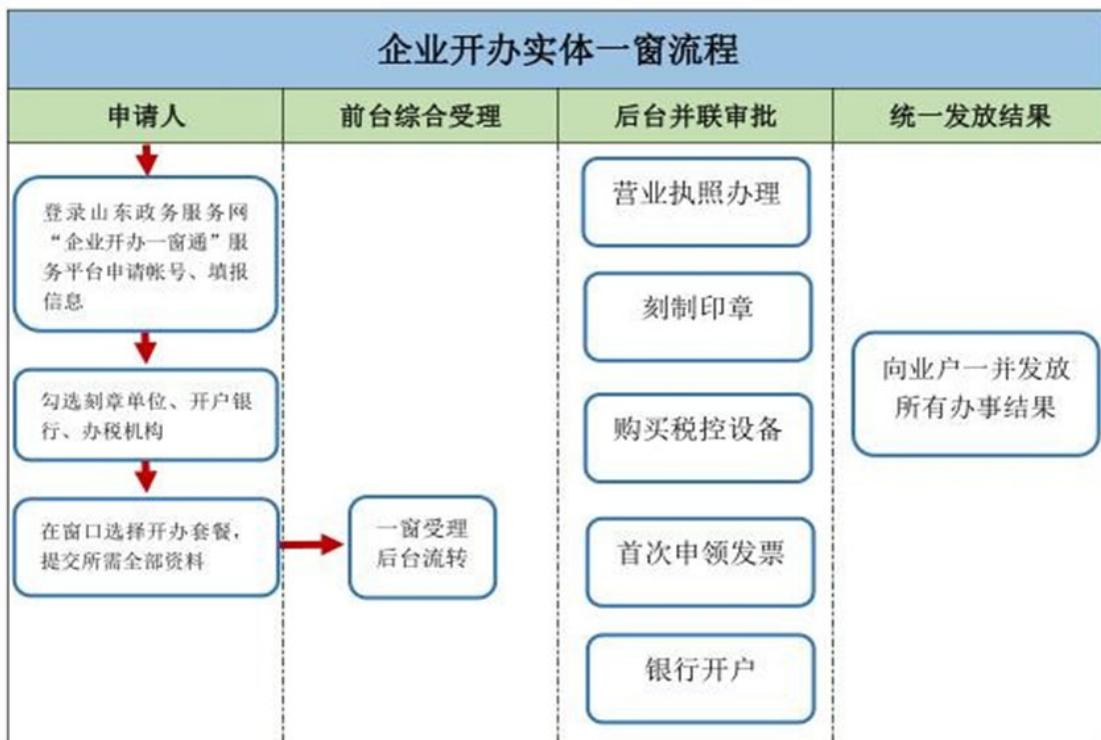 企业开办实体一窗流程
申请人
前台综合受理
后台并联审批
统一发放结果
登录山东政务服务网
“企业开办一窗通”服
务平台申请帐号、填报
信息
勾选刻章单位、开户银
行、办税机构
在窗口选择开办套餐，
提交所需全部资料
一窗受理
后台流转
营业执照办理
刻制印章
购买税控设备
首次申领发票
银行开户
向业户一并发放
所有办事结果